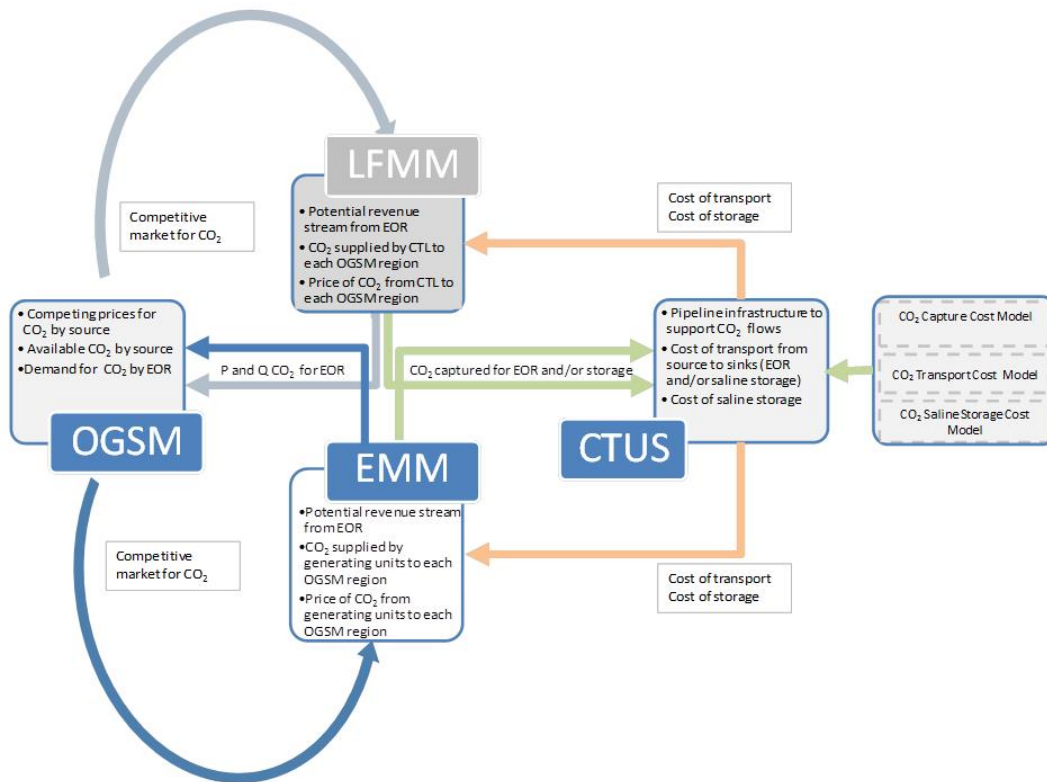 LFMM
• Potential revenue
stream from EOR
• CO₂ supplied by CTL to
each OGSM region
• Price of CO₂ from CTL to
each OGSM region
Competitive
market for CO₂
Cost of transport
Cost of storage
• Competing prices for
CO₂ by source
• Available CO₂ by source
• Demand for CO₂ by EOR
OGSM
P and Q CO₂ for EOR
CO₂ captured for EOR and/or storage
• Pipeline infrastructure to
support CO₂ flows
• Cost of transport from
source to sinks (EOR
and/or saline storage)
• Cost of saline storage
CTUS
CO₂ Capture Cost Model
CO₂ Transport Cost Model
CO₂ Saline Storage Cost
Model
EMM
• Potential revenue stream
from EOR
• CO₂ supplied by
generating units to each
OGSM region
• Price of CO₂ from
generating units to each
OGSM region
Competitive
market for CO₂
Cost of transport
Cost of storage